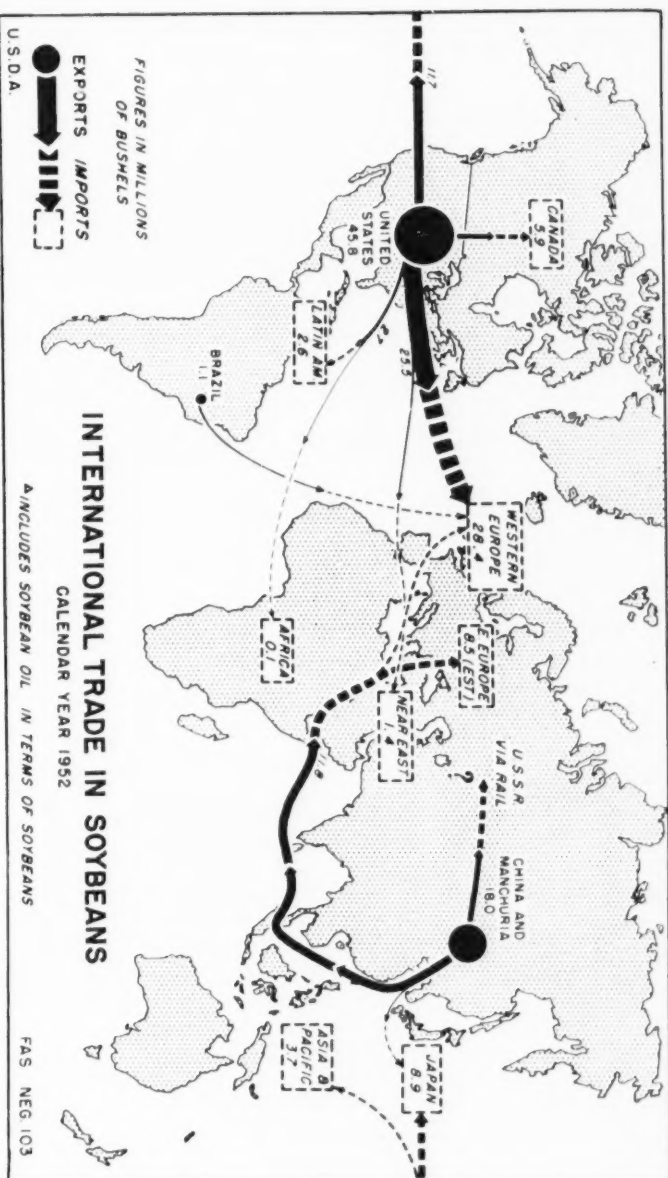 INTERNATIONAL TRADE IN SOYBEANS
CALENDAR YEAR 1952
FIGURES IN MILLIONS
OF BUSHELS
EXPORTS IMPORTS
U.S.D.A.
CANADA
5.9
11.7
UNITED
STATES
45.8
25.5
LATIN AM
2.6
BRAZIL
1.1
WESTERN
EUROPE
28.4
E EUROPE
8.5 (EST)
NEAR EAST
AFRICA
0.1
U.S.S.R.
VIA RAIL
?
CHINA AND
MANCHURIA
18.0
JAPAN
8.9
ASIA &
PACIFIC
3.7
Δ INCLUDES SOYBEAN OIL IN TERMS OF SOYBEANS
FAS NEG. 103